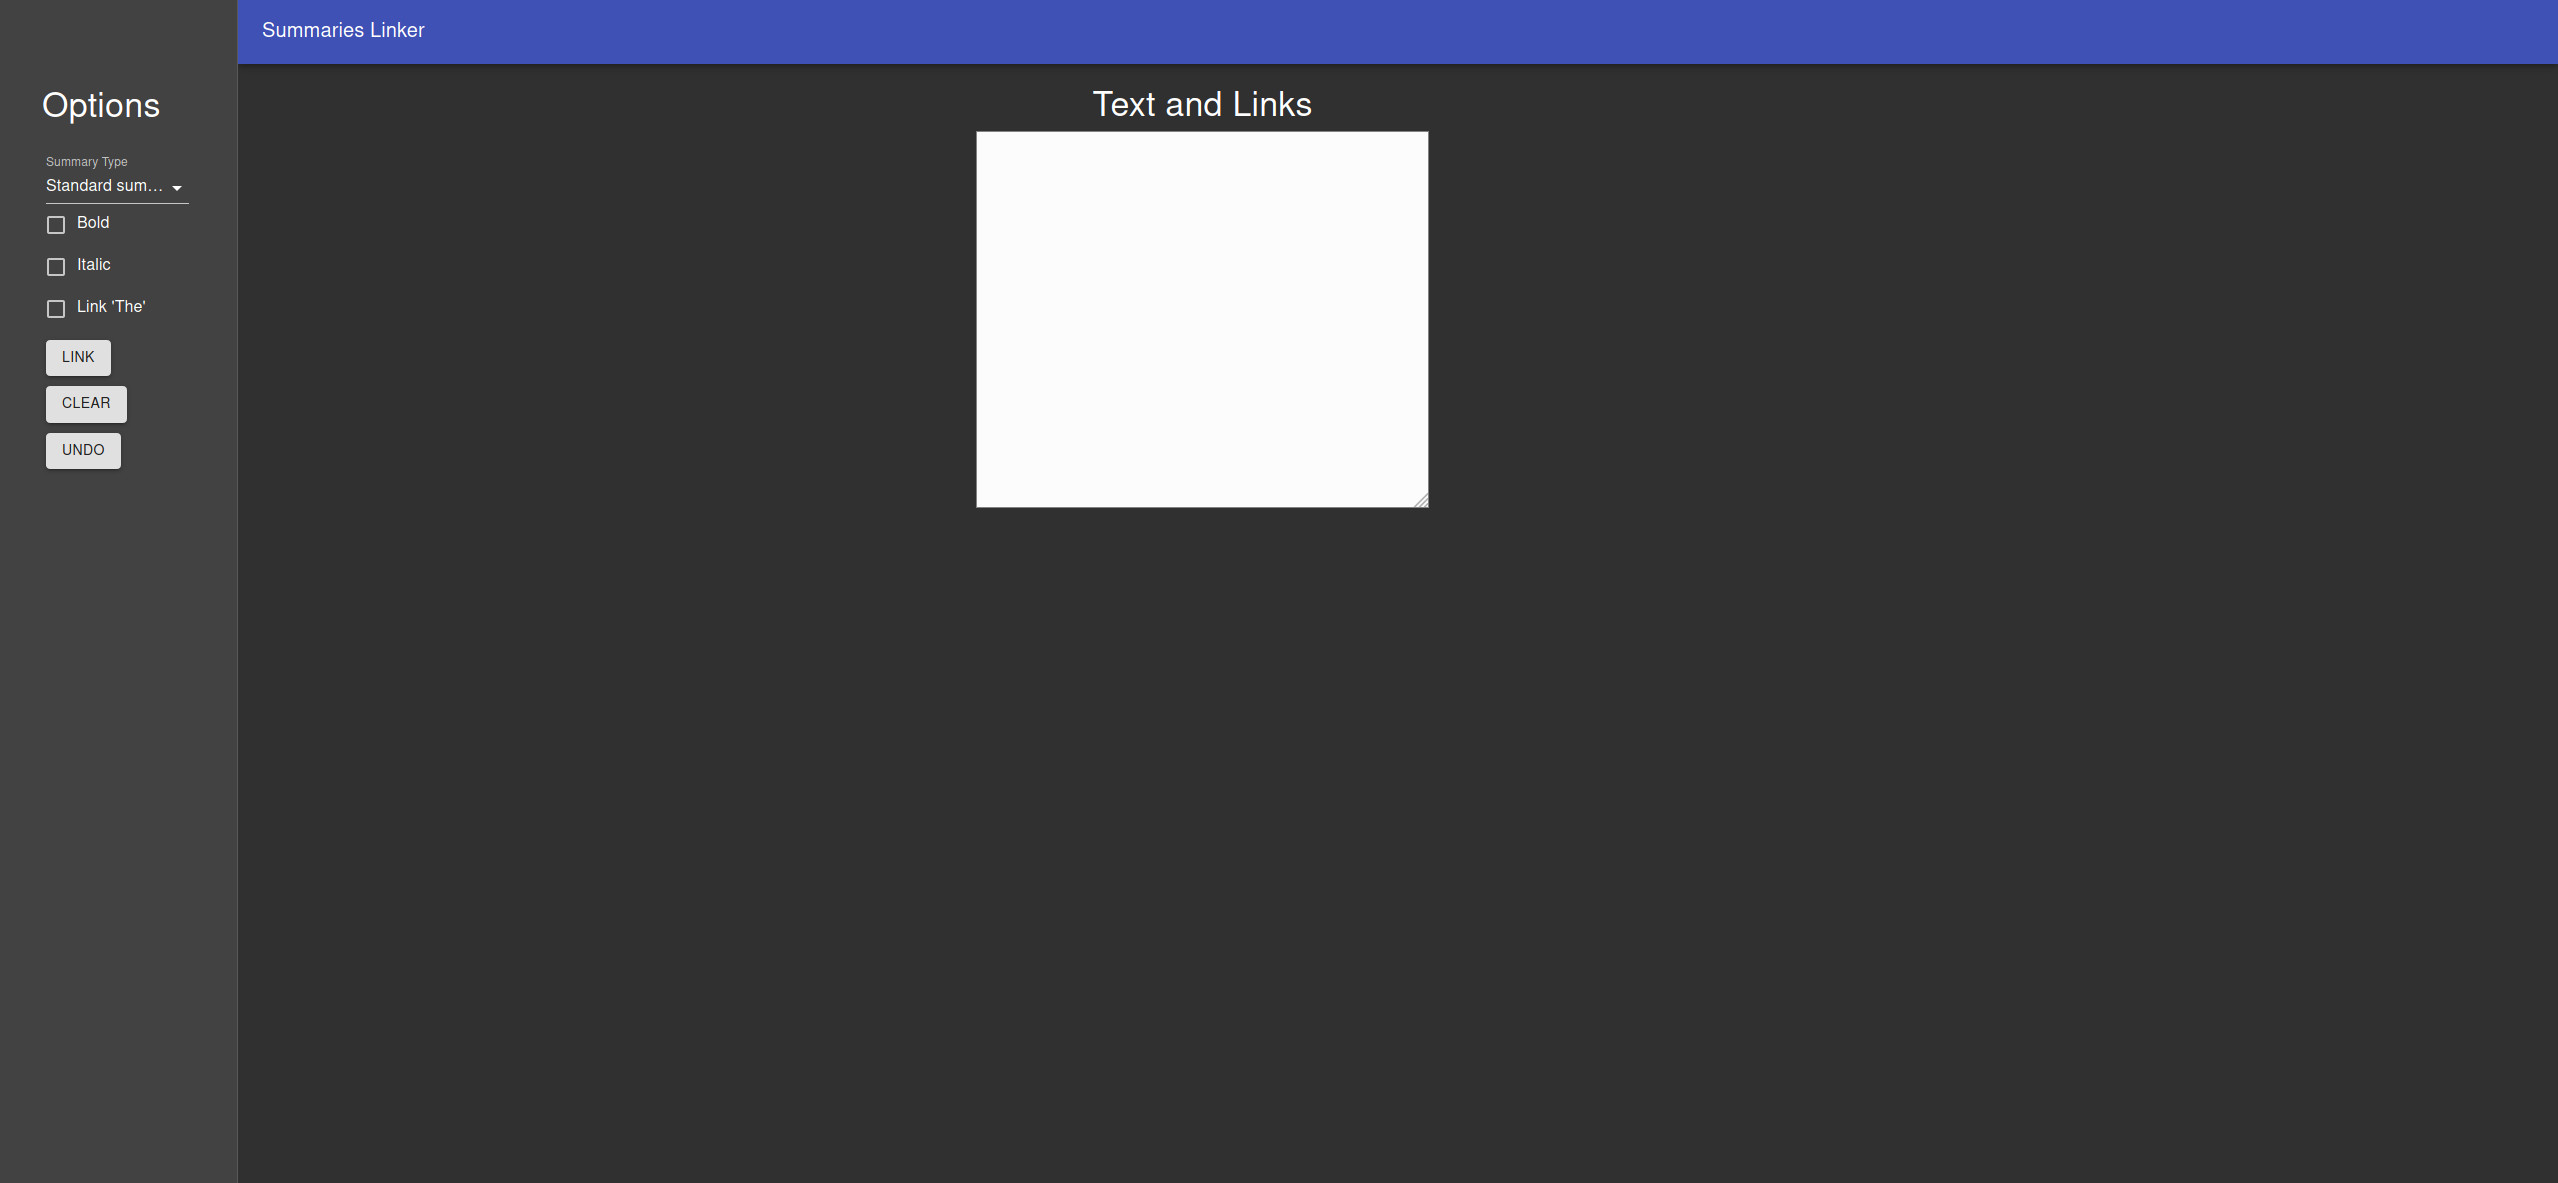 Summaries Linker
Options
Summary Type
Standard sum...
Bold
Italic
Link 'The'
LINK
CLEAR
UNDO
Text and Links